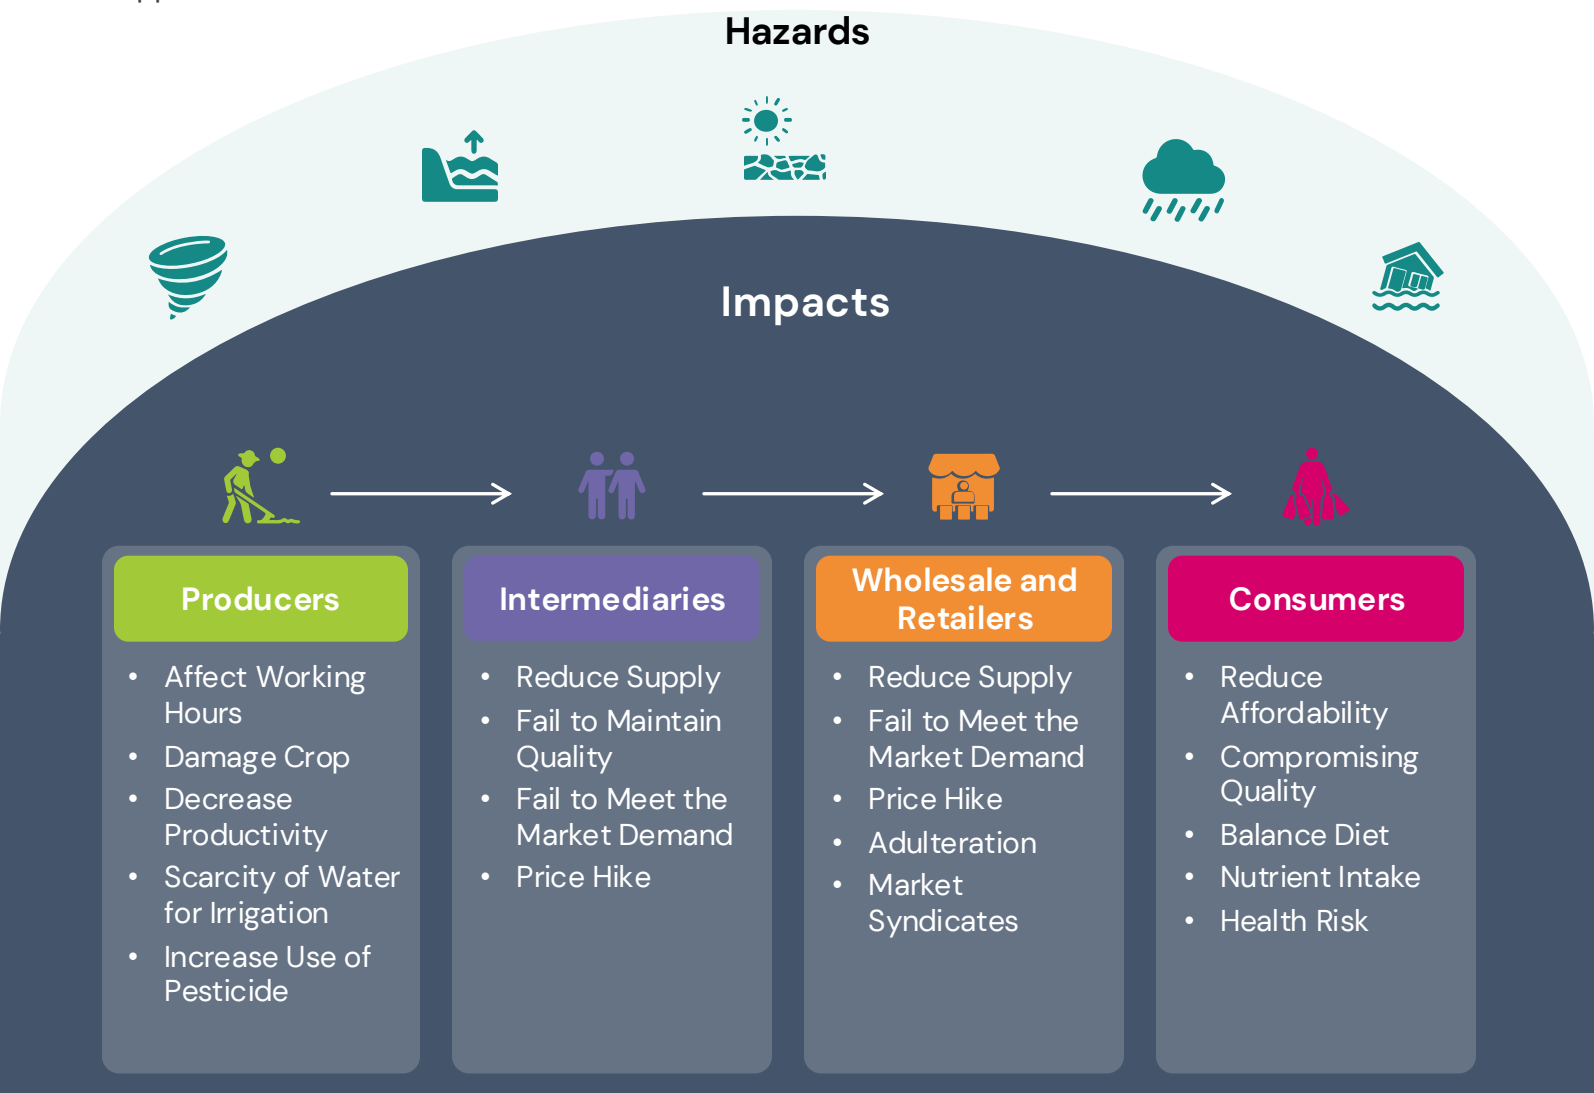 Hazards
Impacts
Producers
• Affect Working
Hours
• Damage Crop
• Decrease
Productivity
• Scarcity of Water
for Irrigation
• Increase Use of
Pesticide
Intermediaries
• Reduce Supply
• Fail to Maintain
Quality
• Fail to Meet the
Market Demand
• Price Hike
Wholesale and
Retailers
• Reduce Supply
• Fail to Meet the
Market Demand
• Price Hike
• Adulteration
• Market
Syndicates
Consumers
• Reduce
Affordability
• Compromising
Quality
• Balance Diet
• Nutrient Intake
• Health Risk